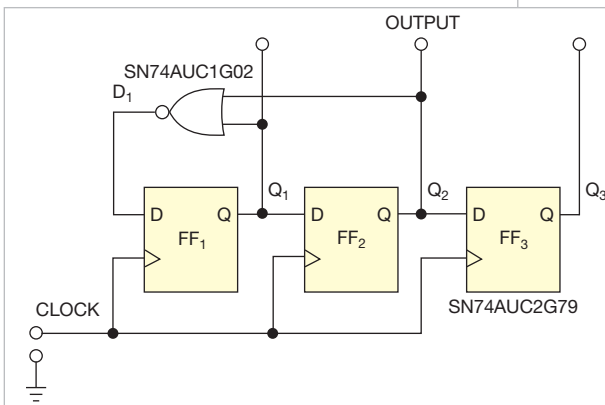 OUTPUT
SN74AUC1G02
D1
Q1
Q2
Q3
D Q
FF1
D Q
FF2
D Q
FF3
SN74AUC2G79
CLOCK